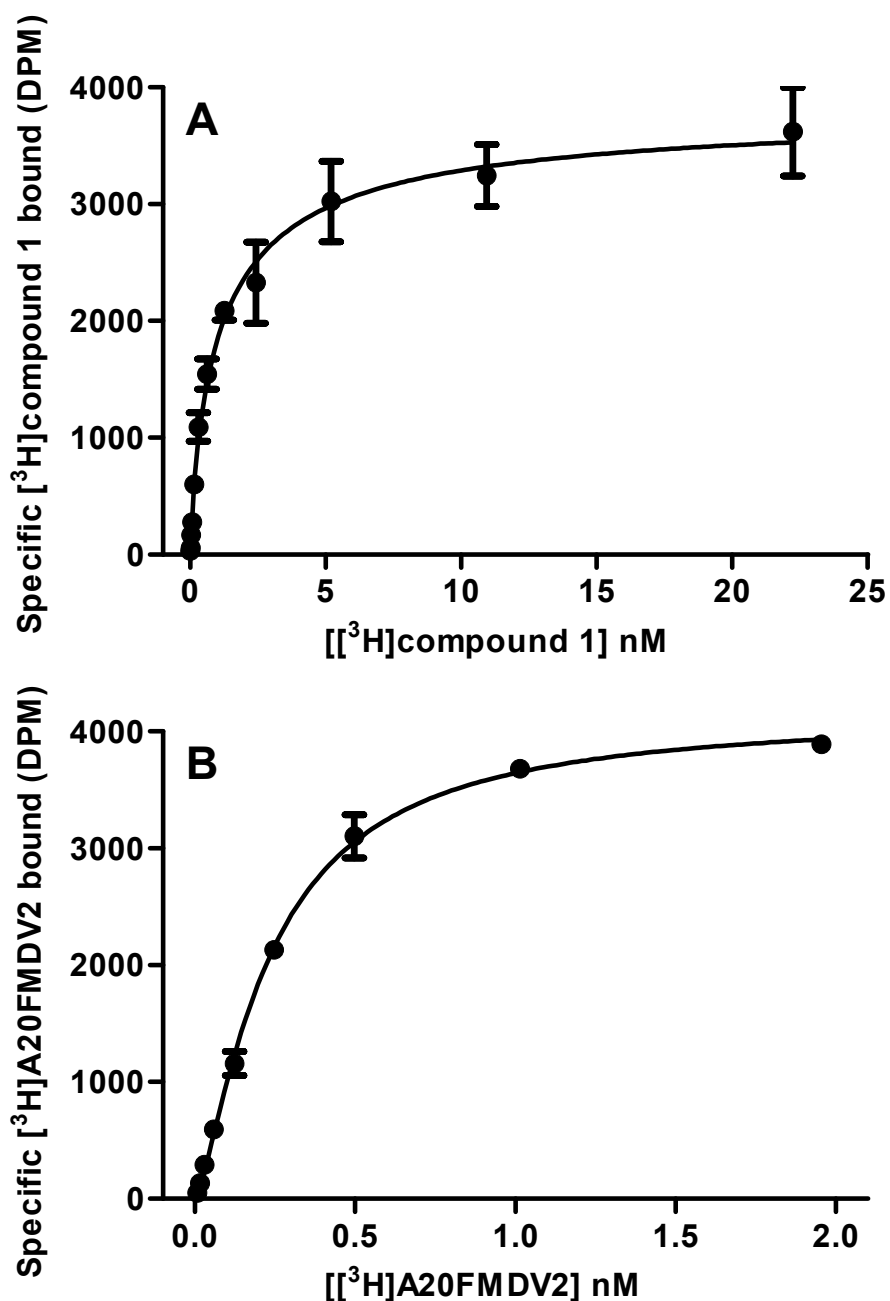 A
Specific [³H]compound 1 bound (DPM)
4000
3000
2000
1000
0
0 5 10 15 20 25
[[³H]compound 1] nM
B
Specific [³H]A20FMDV2 bound (DPM)
4000
3000
2000
1000
0
0.0 0.5 1.0 1.5 2.0
[[³H]A20FMDV2] nM